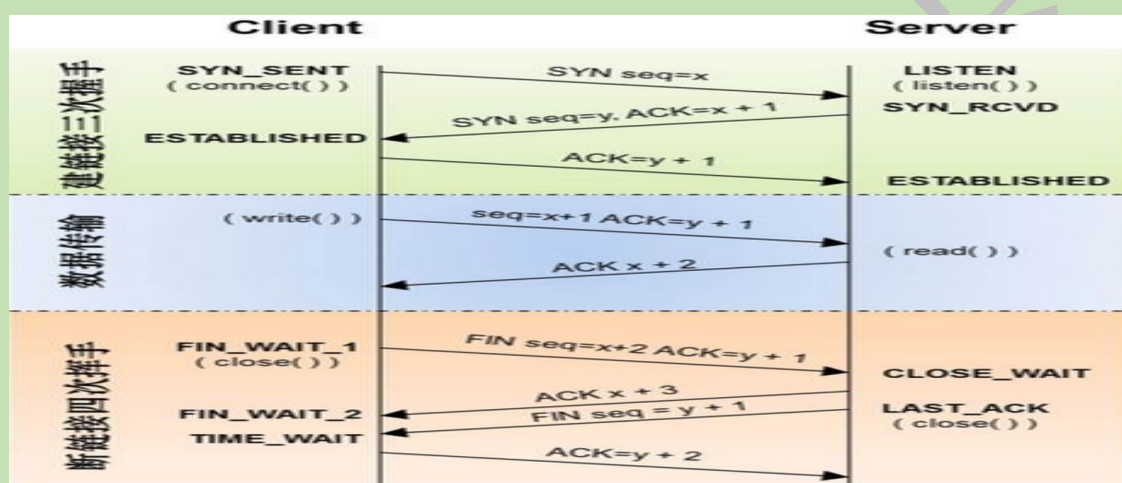 Client
Server
建链接三次握手
SYN_SENT
( connect( ) )
SYN seq=x
LISTEN
( listen( ) )
SYN seq=y, ACK=x + 1
SYN_RCVD
ESTABLISHED
ACK=y + 1
ESTABLISHED
数据传输
( write( ) )
seq=x+1 ACK=y + 1
( read( ) )
ACK x + 2
断链接四次挥手
FIN_WAIT_1
( close( ) )
FIN seq=x+2 ACK=y + 1
CLOSE_WAIT
ACK x + 3
FIN_WAIT_2
FIN seq = y + 1
LAST_ACK
( close( ) )
TIME_WAIT
ACK=y + 2